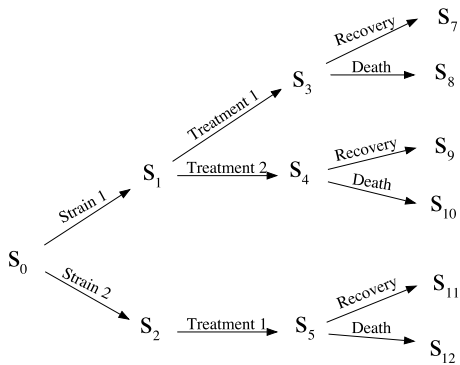 Recovery
S7
S3
Death
S8
Treatment 1
Recovery
S9
S1
Treatment 2
S4
Death
S10
Strain 1
S0
Strain 2
Recovery
S11
S2
Treatment 1
S5
Death
S12